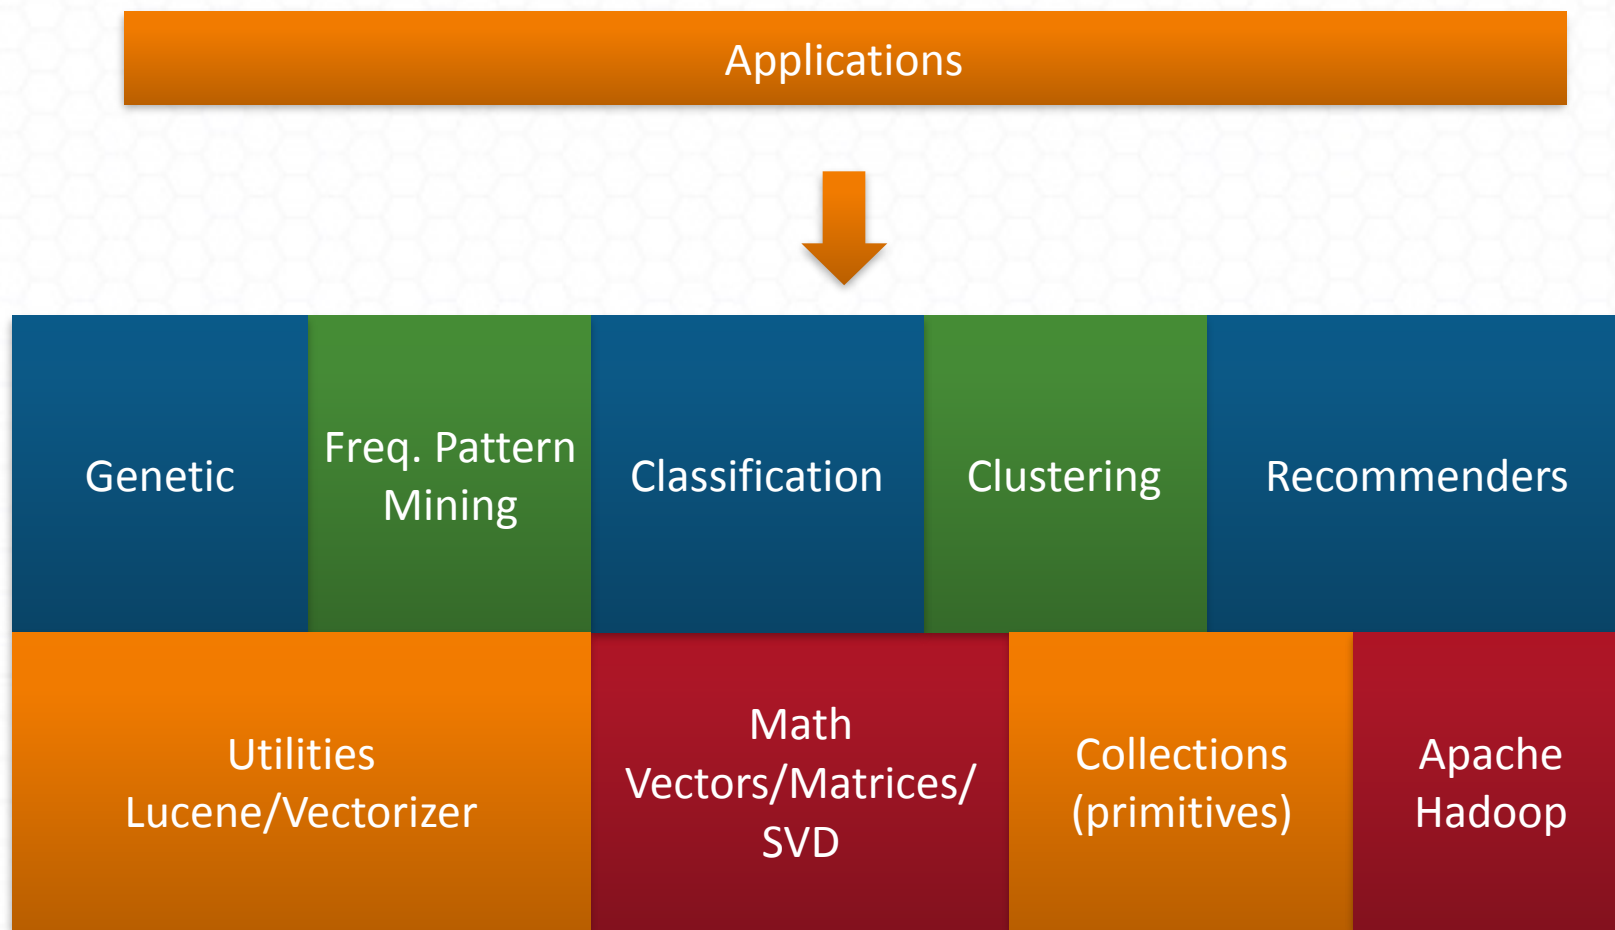 Applications
Genetic
Freq. Pattern
Mining
Classification
Clustering
Recommenders
Utilities
Lucene/Vectorizer
Math
Vectors/Matrices/
SVD
Collections
(primitives)
Apache
Hadoop